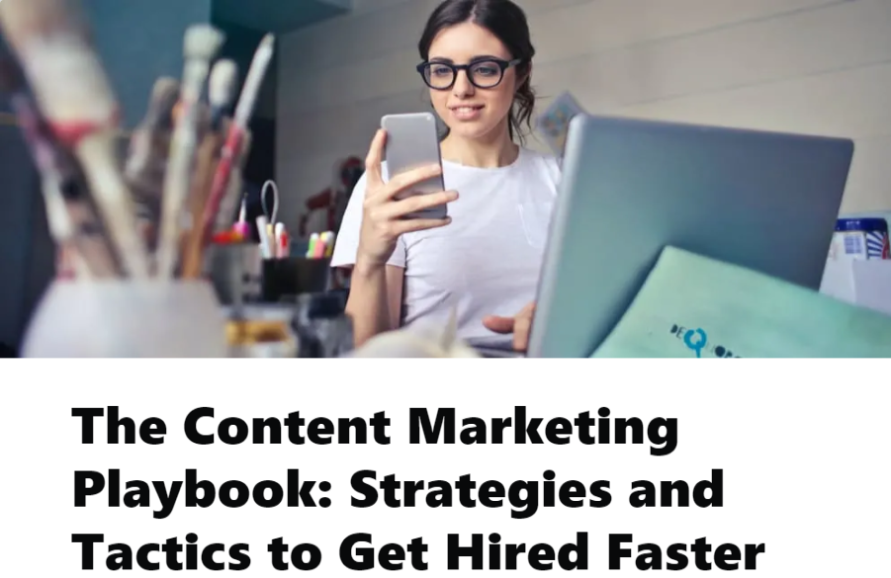 The Content Marketing
Playbook: Strategies and
Tactics to Get Hired Faster